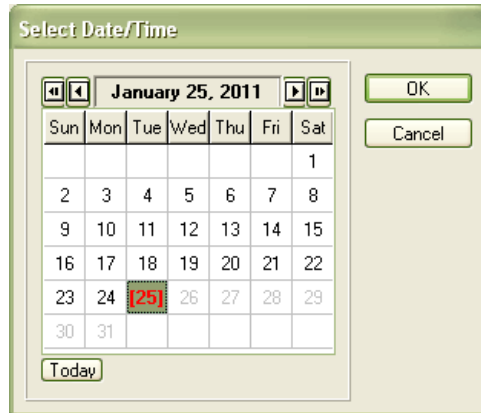 Select Date/Time
January 25, 2011
OK
Sun Mon Tue Wed Thu Fri Sat
Cancel
1
2 3 4 5 6 7 8
9 10 11 12 13 14 15
16 17 18 19 20 21 22
23 24 [25] 26 27 28 29
30 31
Today